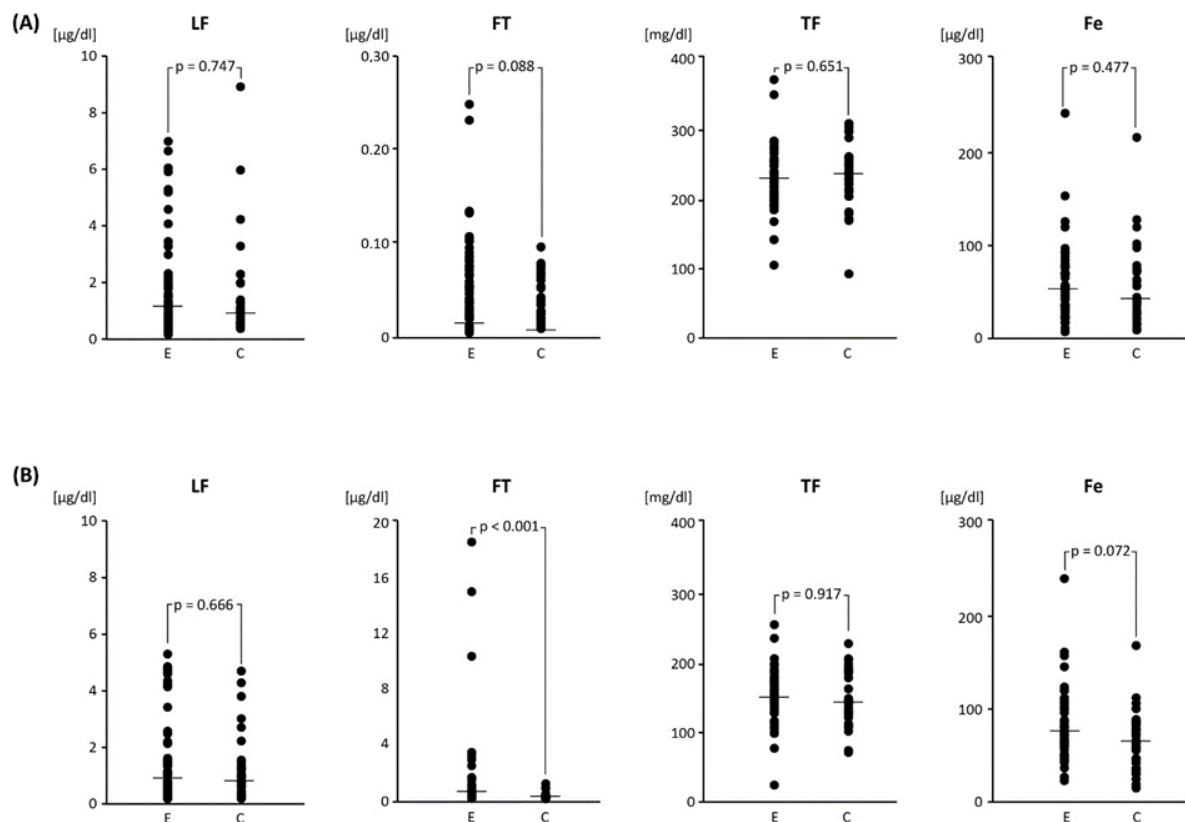 (A)
LF
FT
TF
Fe
[µg/dl]
[µg/dl]
[mg/dl]
[µg/dl]
10
8
6
4
2
0
p = 0.747
E
C
0.30
0.20
0.10
0
p = 0.088
E
C
400
300
200
100
0
p = 0.651
E
C
300
200
100
0
p = 0.477
E
C
(B)
LF
FT
TF
Fe
[µg/dl]
[µg/dl]
[mg/dl]
[µg/dl]
10
8
6
4
2
0
p = 0.666
E
C
20
16
12
8
4
0
p < 0.001
E
C
400
300
200
100
0
p = 0.917
E
C
300
200
100
0
p = 0.072
E
C